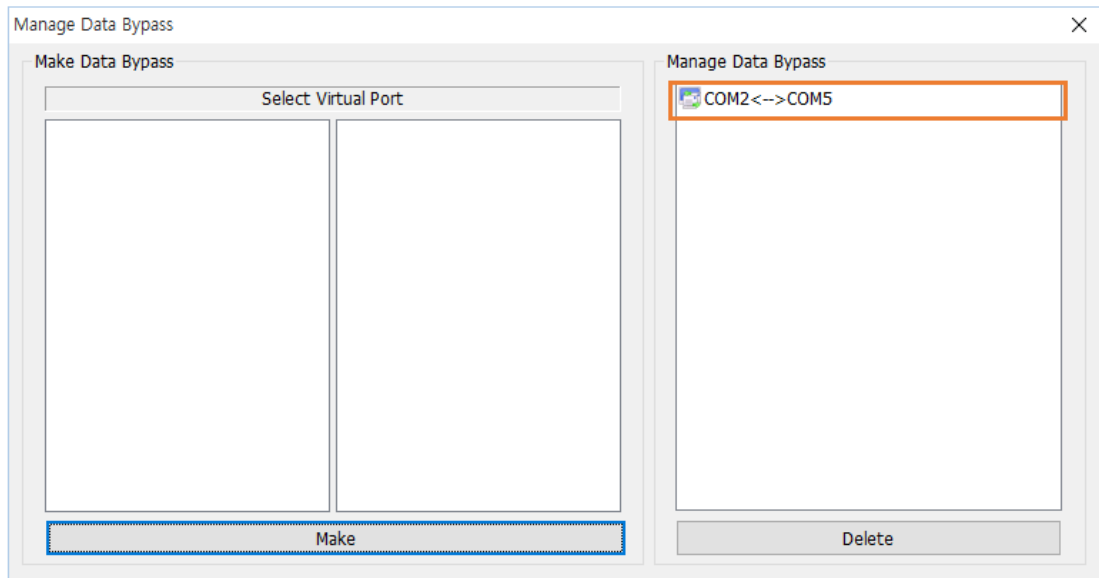 Manage Data Bypass
Make Data Bypass
Select Virtual Port
Make
Manage Data Bypass
COM2<-->COM5
Delete